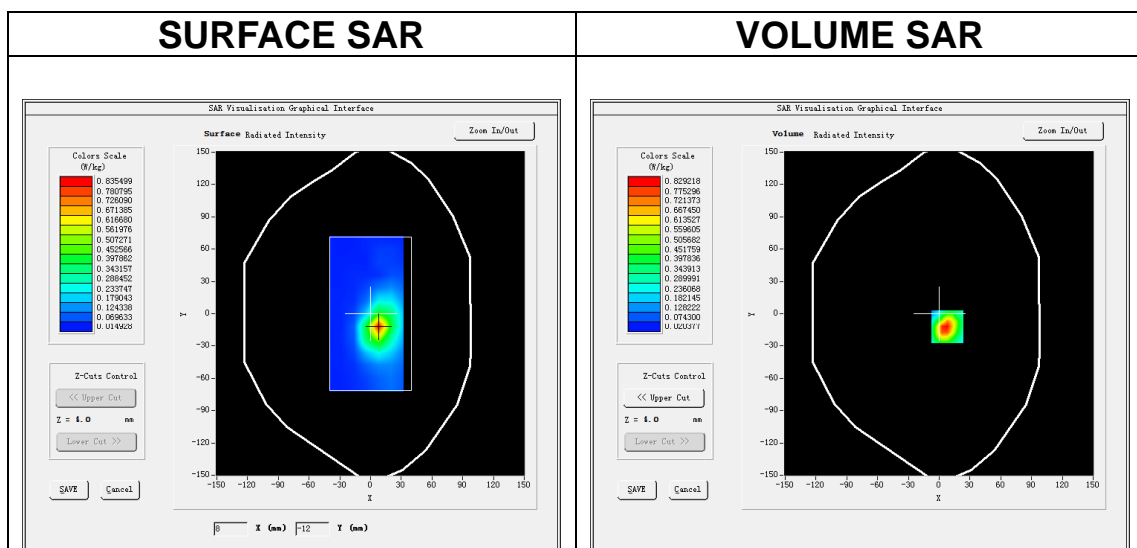 SURFACE SAR
SAR Visualisation Graphical Interface
Surface Radiated Intensity
Zoom In/Out
Colors Scale
(W/kg)
0.835499
0.780795
0.726090
0.671385
0.616680
0.561976
0.507271
0.452566
0.397862
0.343157
0.288452
0.233747
0.179043
0.124338
0.069633
0.014928
Z-Cuts Control
<< Upper Cut
Z = 4.0 mm
Lower Cut >>
SAVE Cancel
150
120
90
60
30
0
-30
-60
-90
-120
-150
Y
-150 -120 -90 -60 -30 0 30 60 90 120 150
X
8 X (mm) -12 Y (mm)
VOLUME SAR
SAR Visualisation Graphical Interface
Volume Radiated Intensity
Zoom In/Out
Colors Scale
(W/kg)
0.829218
0.775296
0.721373
0.667450
0.613527
0.559605
0.505682
0.451759
0.397836
0.343913
0.289991
0.236068
0.182145
0.128222
0.074300
0.020377
Z-Cuts Control
<< Upper Cut
Z = 4.0 mm
Lower Cut >>
SAVE Cancel
150
120
90
60
30
0
-30
-60
-90
-120
-150
Y
-150 -120 -90 -60 -30 0 30 60 90 120 150
X